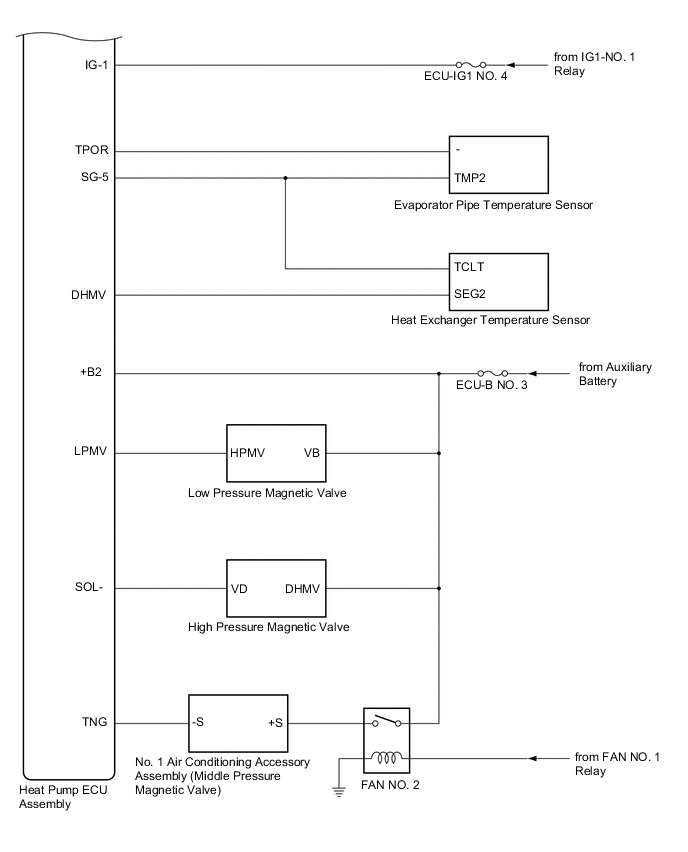 IG-1
ECU-IG1 NO. 4
from IG1-NO. 1
Relay
TPOR
-
SG-5
TMP2
Evaporator Pipe Temperature Sensor
TCLT
DHMV
SEG2
Heat Exchanger Temperature Sensor
+B2
ECU-B NO. 3
from Auxiliary
Battery
LPMV
HPMV
VB
Low Pressure Magnetic Valve
SOL-
VD
DHMV
High Pressure Magnetic Valve
TNG
-S
+S
No. 1 Air Conditioning Accessory
Assembly (Middle Pressure
Magnetic Valve)
FAN NO. 2
from FAN NO. 1
Relay
Heat Pump ECU
Assembly